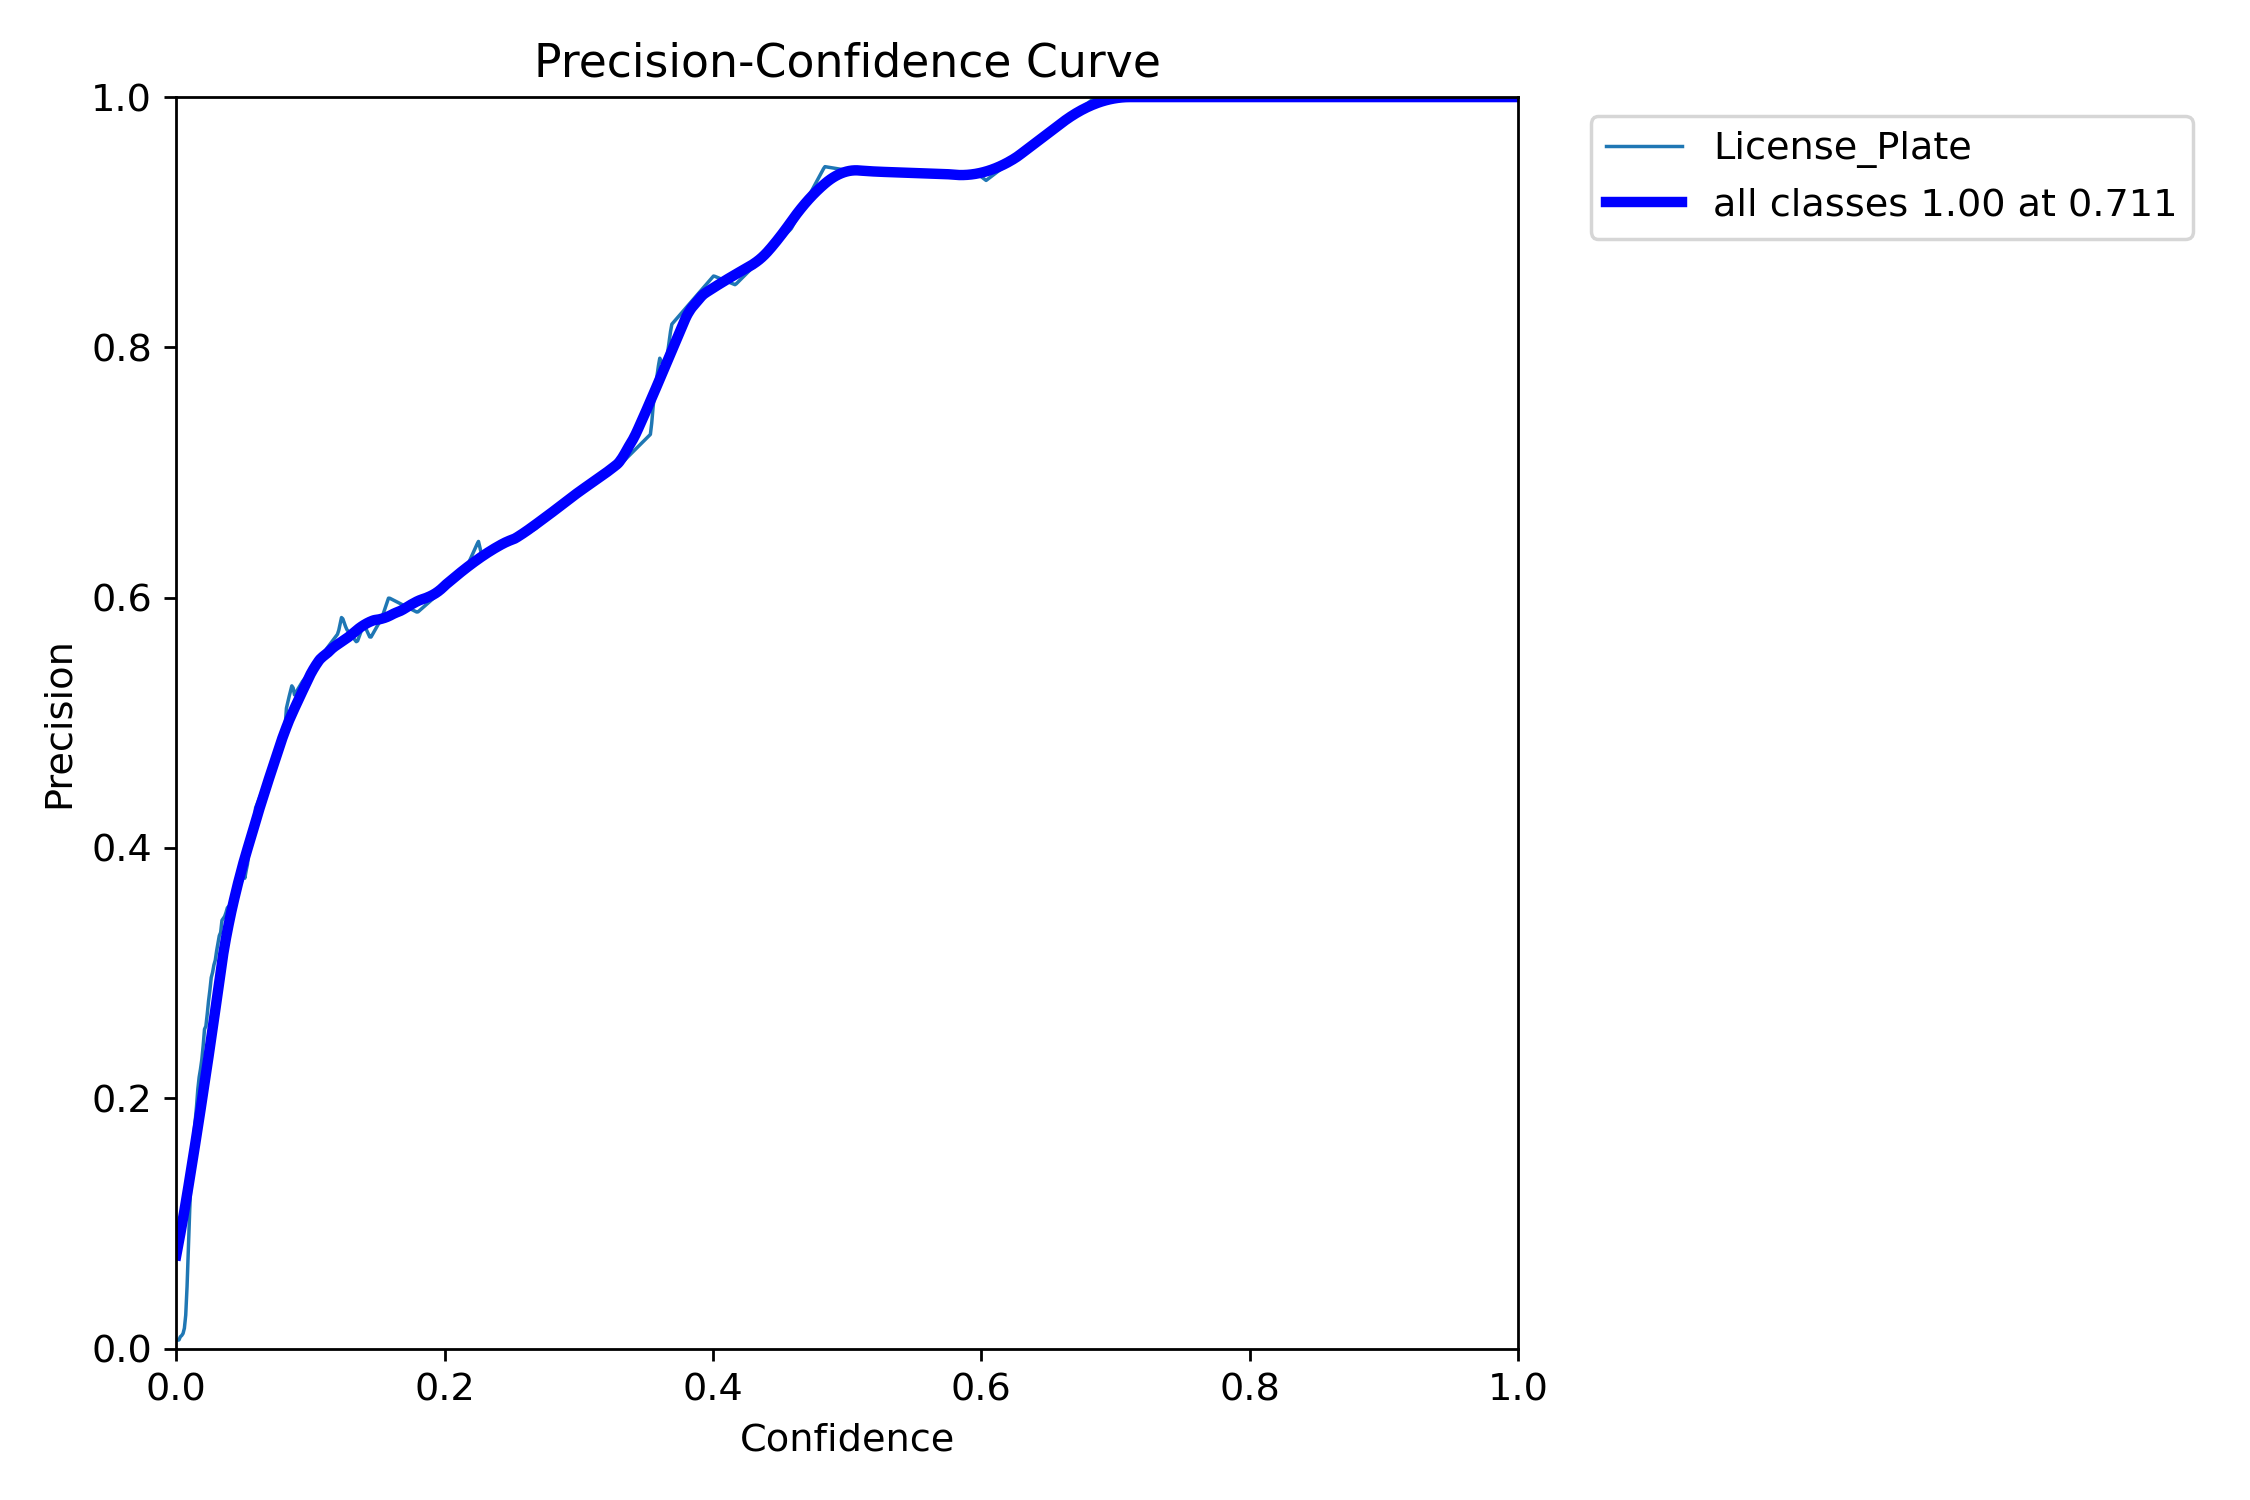 Precision-Confidence Curve
1.0
0.8
0.6
0.4
0.2
0.0
Precision
0.0 0.2 0.4 0.6 0.8 1.0
Confidence
License_Plate
all classes 1.00 at 0.711